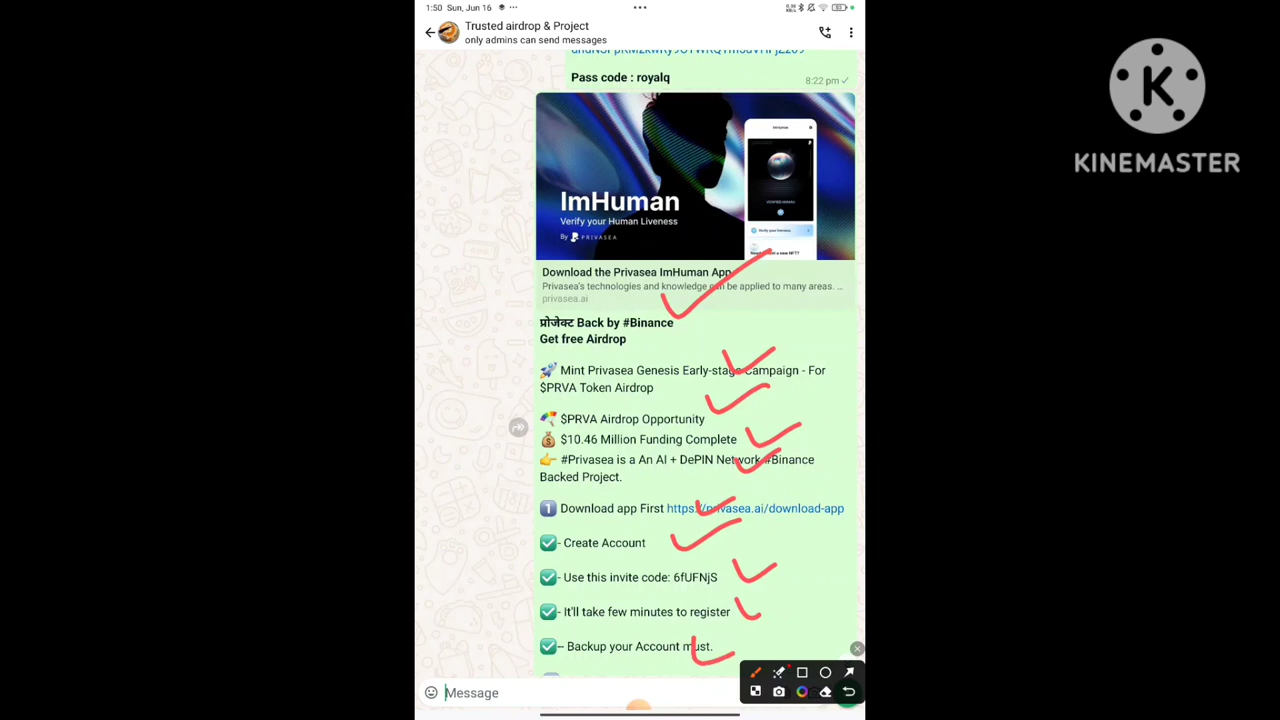 1:50 Sun, Jun 16
Trusted airdrop & Project
only admins can send messages
Pass code : royalq
8:22 pm
ImHuman
ImHuman
Verify your Human Liveness
By PRIVASEA
Verify your liveness
Download the Privasea ImHuman App
Privasea's technologies and knowledge can be applied to many areas. ...
privasea.ai
प्रोजेक्ट Back by #Binance
Get free Airdrop
🚀 Mint Privasea Genesis Early-stage Campaign - For
$PRVA Token Airdrop
🪂 $PRVA Airdrop Opportunity
💰 $10.46 Million Funding Complete
👉 #Privasea is a An AI + DePIN Network #Binance
Backed Project.
1️⃣ Download app First https://privasea.ai/download-app
✅- Create Account
✅- Use this invite code: 6fUFNjS
✅- It'll take few minutes to register
✅-- Backup your Account must.
Message
K
KINEMASTER